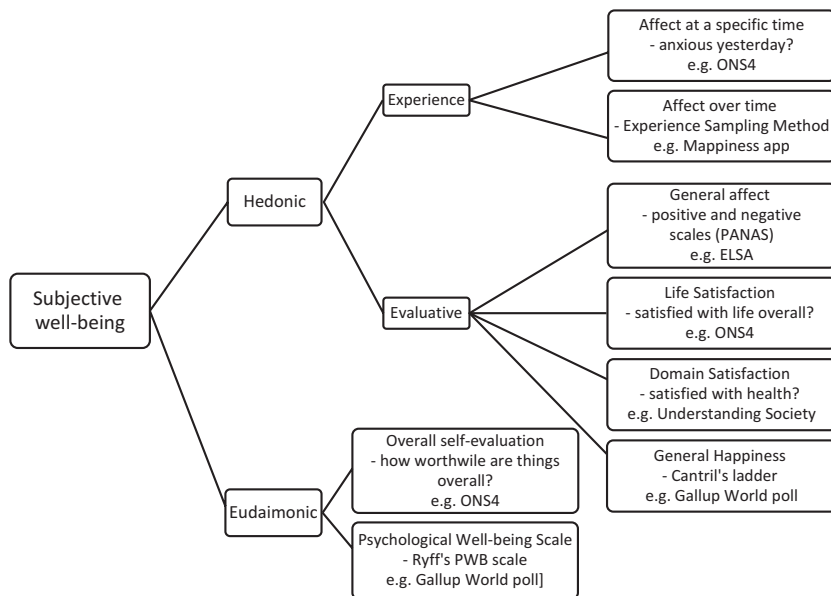 Affect at a specific time
- anxious yesterday?
e.g. ONS4
Experience
Affect over time
- Experience Sampling Method
e.g. Mappiness app
Hedonic
General affect
- positive and negative
scales (PANAS)
e.g. ELSA
Subjective
well-being
Evaluative
Life Satisfaction
- satisfied with life overall?
e.g. ONS4
Domain Satisfaction
- satisfied with health?
e.g. Understanding Society
General Happiness
- Cantril's ladder
e.g. Gallup World poll
Overall self-evaluation
- how worthwile are things
overall?
e.g. ONS4
Eudaimonic
Psychological Well-being Scale
- Ryff's PWB scale
e.g. Gallup World poll]